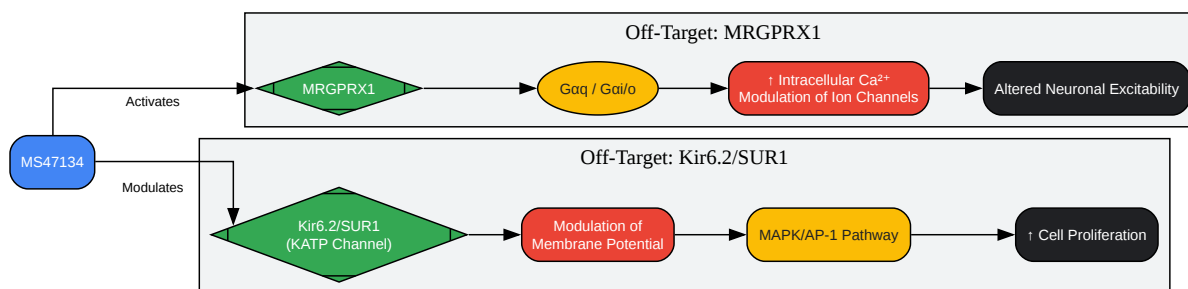 Off-Target: MRGPRX1
MRGPRX1
Gαq / Gαi/o
↑ Intracellular Ca²⁺
Modulation of Ion Channels
Altered Neuronal Excitability
Activates
MS47134
Modulates
Off-Target: Kir6.2/SUR1
Kir6.2/SUR1
(KATP Channel)
Modulation of
Membrane Potential
MAPK/AP-1 Pathway
↑ Cell Proliferation